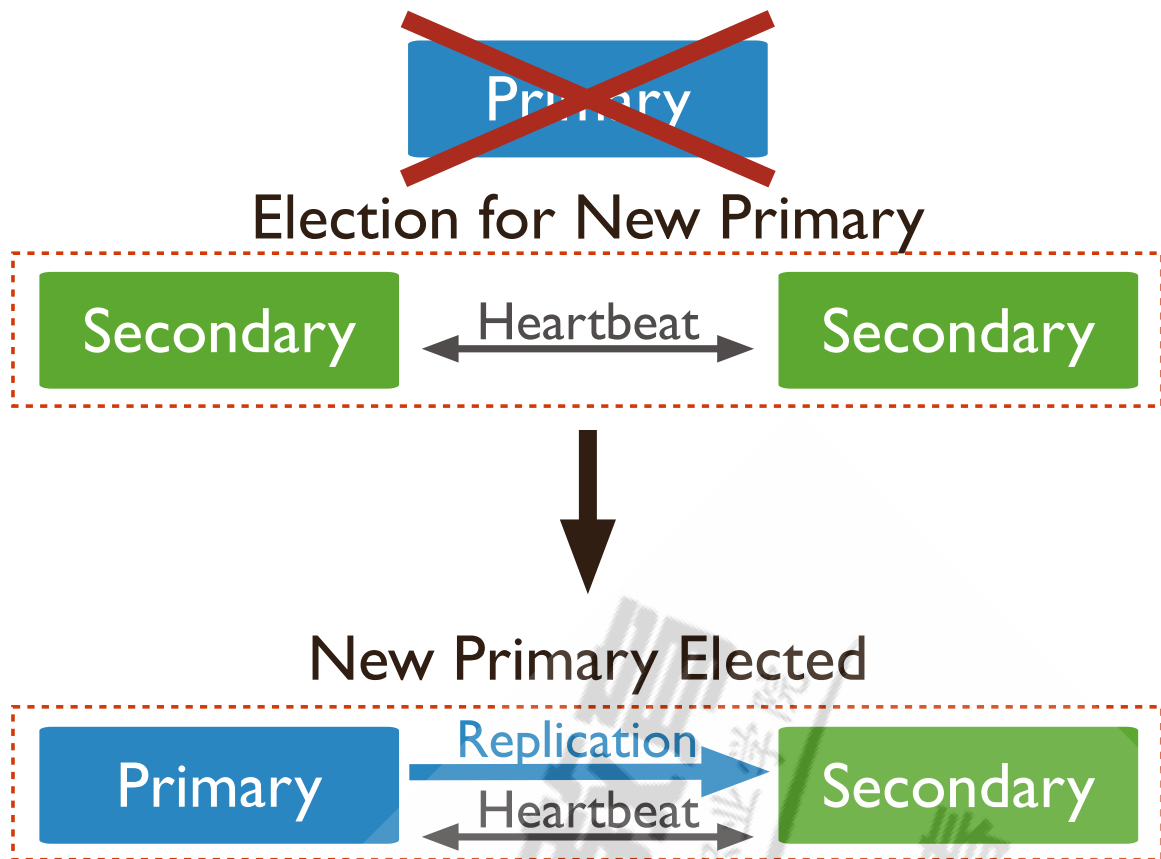 Primary
Election for New Primary
Secondary
Heartbeat
Secondary
New Primary Elected
Replication
Primary
Secondary
Heartbeat